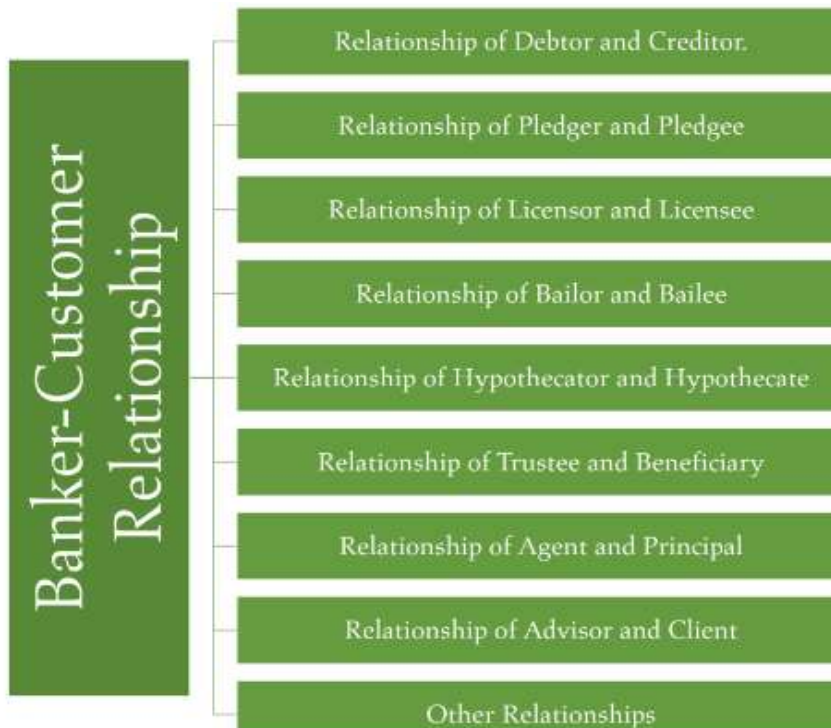 Banker-Customer
Relationship
Relationship of Debtor and Creditor.
Relationship of Pledger and Pledgee
Relationship of Licensor and Licensee
Relationship of Bailor and Bailee
Relationship of Hypothecator and Hypothecate
Relationship of Trustee and Beneficiary
Relationship of Agent and Principal
Relationship of Advisor and Client
Other Relationships